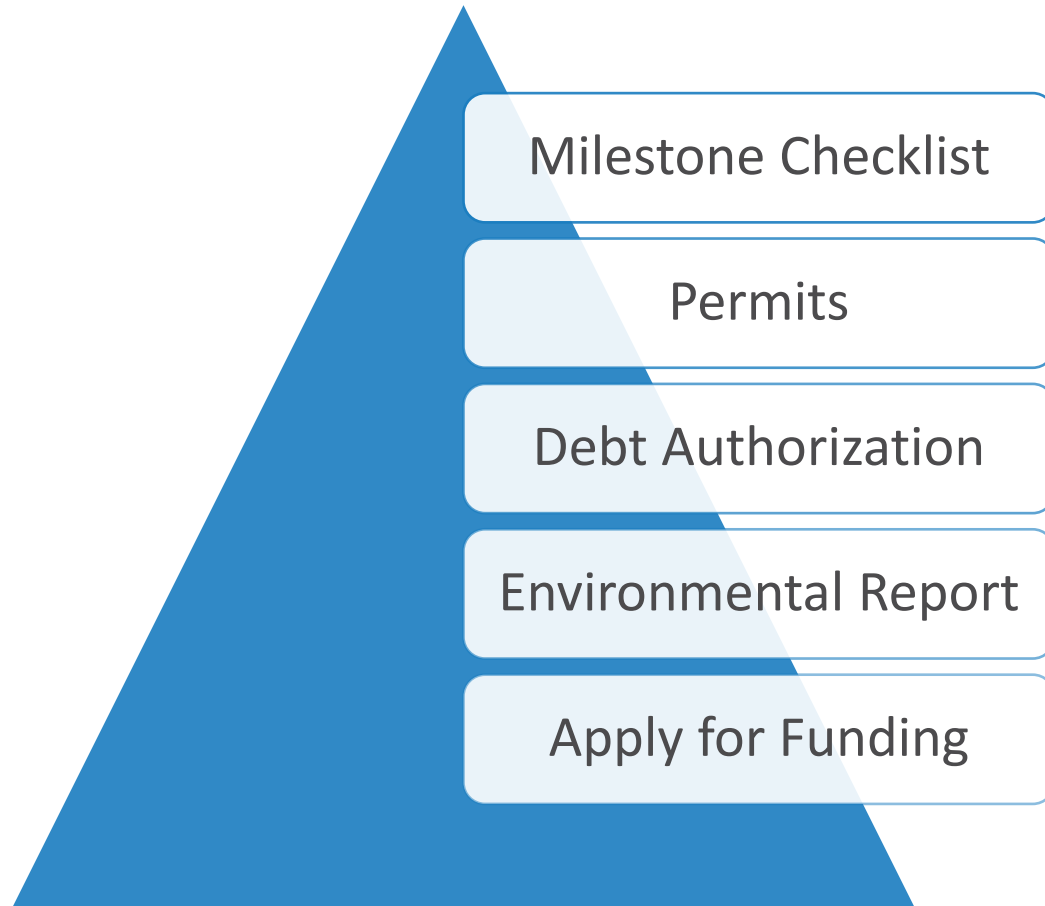 Milestone Checklist
Permits
Debt Authorization
Environmental Report
Apply for Funding